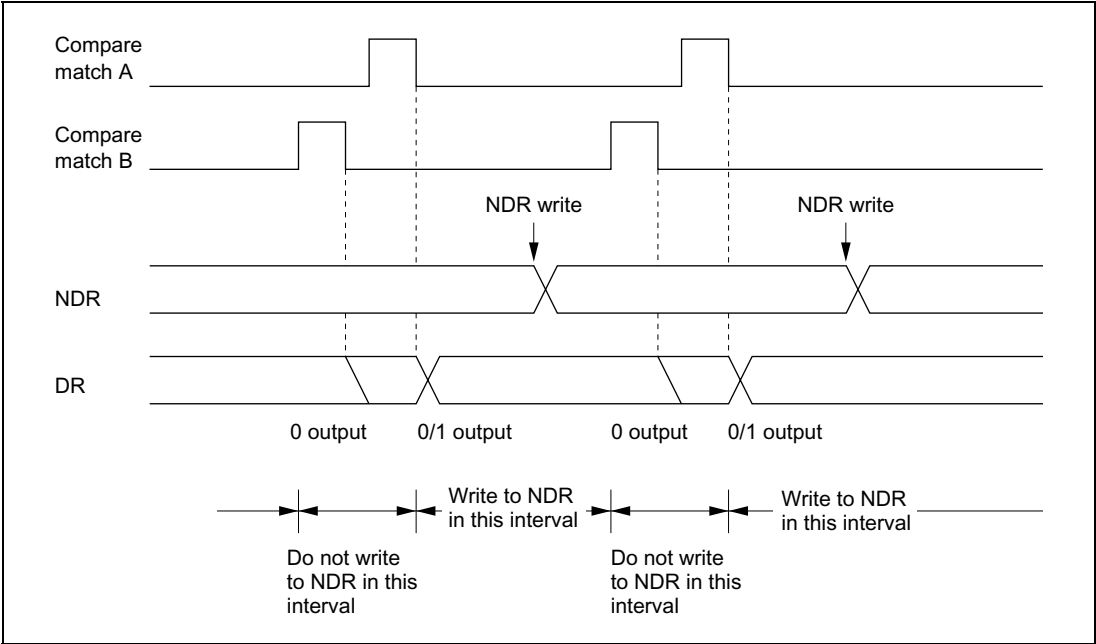 Compare
match A
Compare
match B
NDR write
NDR write
NDR
DR
0 output
0/1 output
0 output
0/1 output
Write to NDR
in this interval
Write to NDR
in this interval
Do not write
to NDR in this
interval
Do not write
to NDR in this
interval